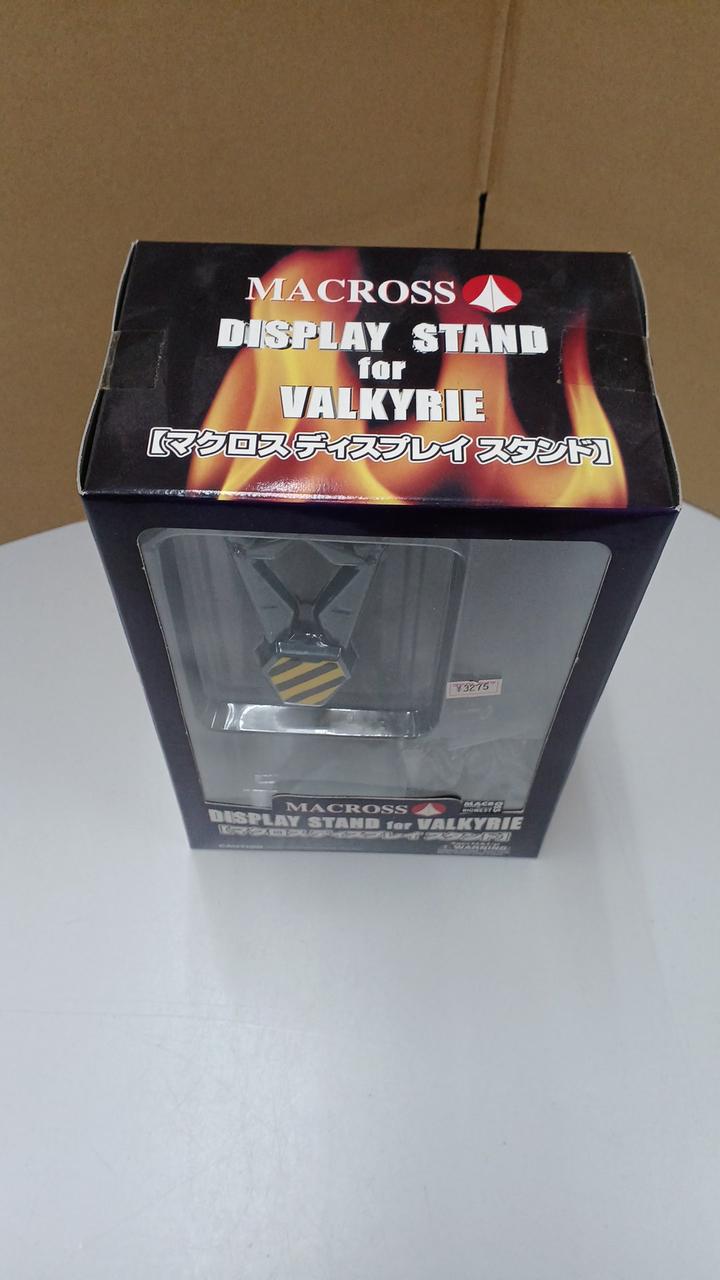 MACROSS
DISPLAY STAND
for
VALKYRIE
【マクロス ディスプレイ スタンド】
¥3275
MACROSS
DISPLAY STAND for VALKYRIE
【マクロス ディスプレイ スタンド】
CAUTION
WARNING